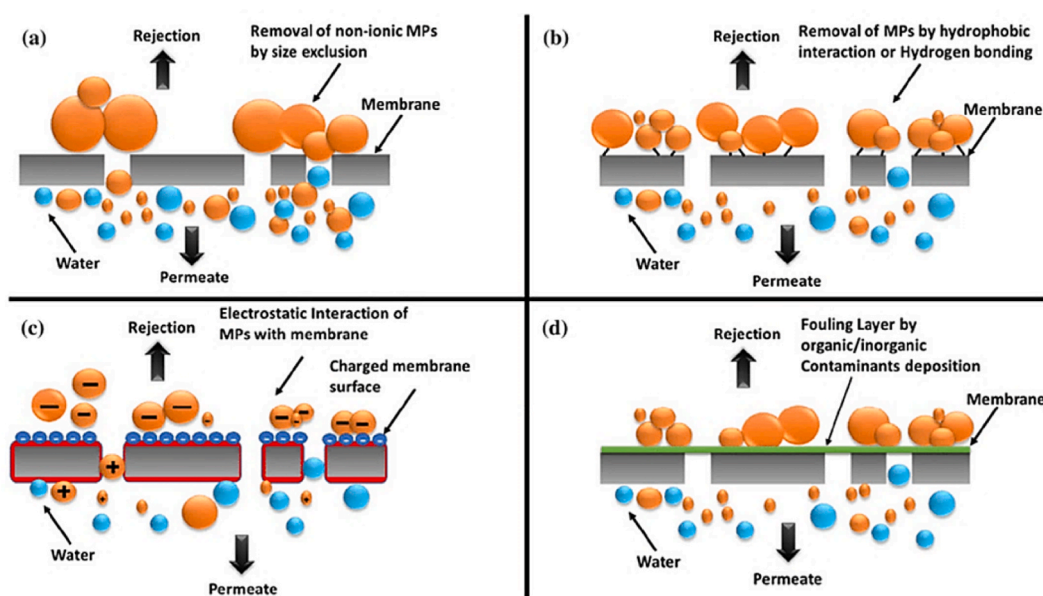 (a)
Rejection
Removal of non-ionic MPs
by size exclusion
Membrane
Water
Permeate
(b)
Rejection
Removal of MPs by hydrophobic
interaction or Hydrogen bonding
Membrane
Water
Permeate
(c)
Rejection
Electrostatic Interaction of
MPs with membrane
Charged membrane
surface
Water
Permeate
(d)
Rejection
Fouling Layer by
organic/inorganic
Contaminants deposition
Membrane
Water
Permeate